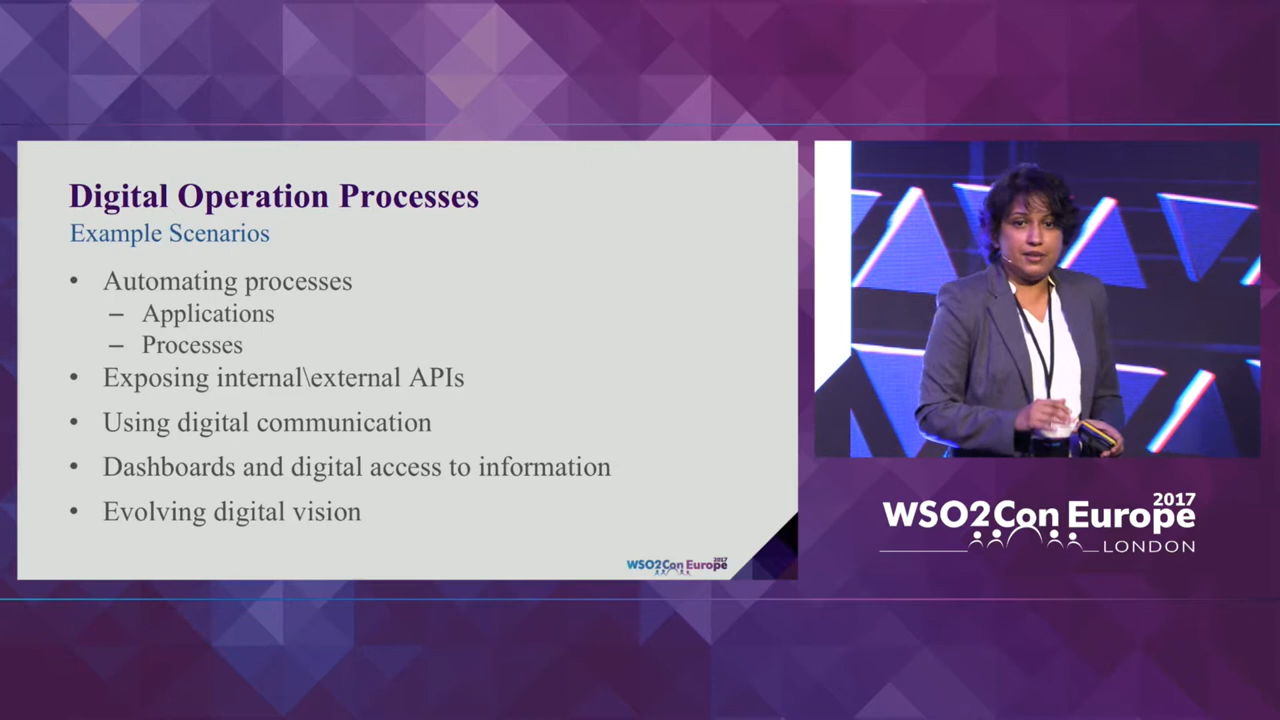 Digital Operation Processes
Example Scenarios
• Automating processes
– Applications
– Processes
• Exposing internal\external APIs
• Using digital communication
• Dashboards and digital access to information
• Evolving digital vision
WSO2Con Europe 2017
WSO2Con Europe 2017
LONDON